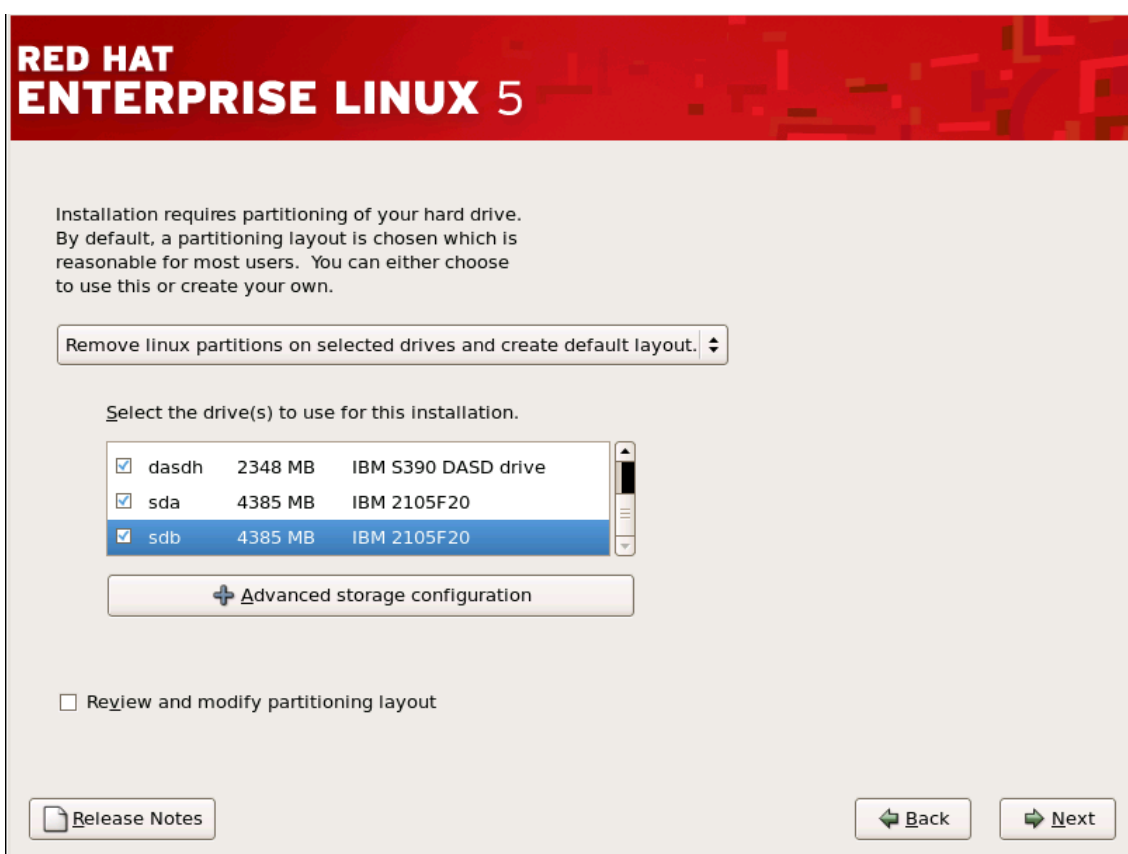 RED HAT
ENTERPRISE LINUX 5
Installation requires partitioning of your hard drive.
By default, a partitioning layout is chosen which is
reasonable for most users.  You can either choose
to use this or create your own.
Remove linux partitions on selected drives and create default layout.
Select the drive(s) to use for this installation.
dasdh 2348 MB IBM S390 DASD drive
sda 4385 MB IBM 2105F20
sdb 4385 MB IBM 2105F20
Advanced storage configuration
Review and modify partitioning layout
Release Notes Back Next